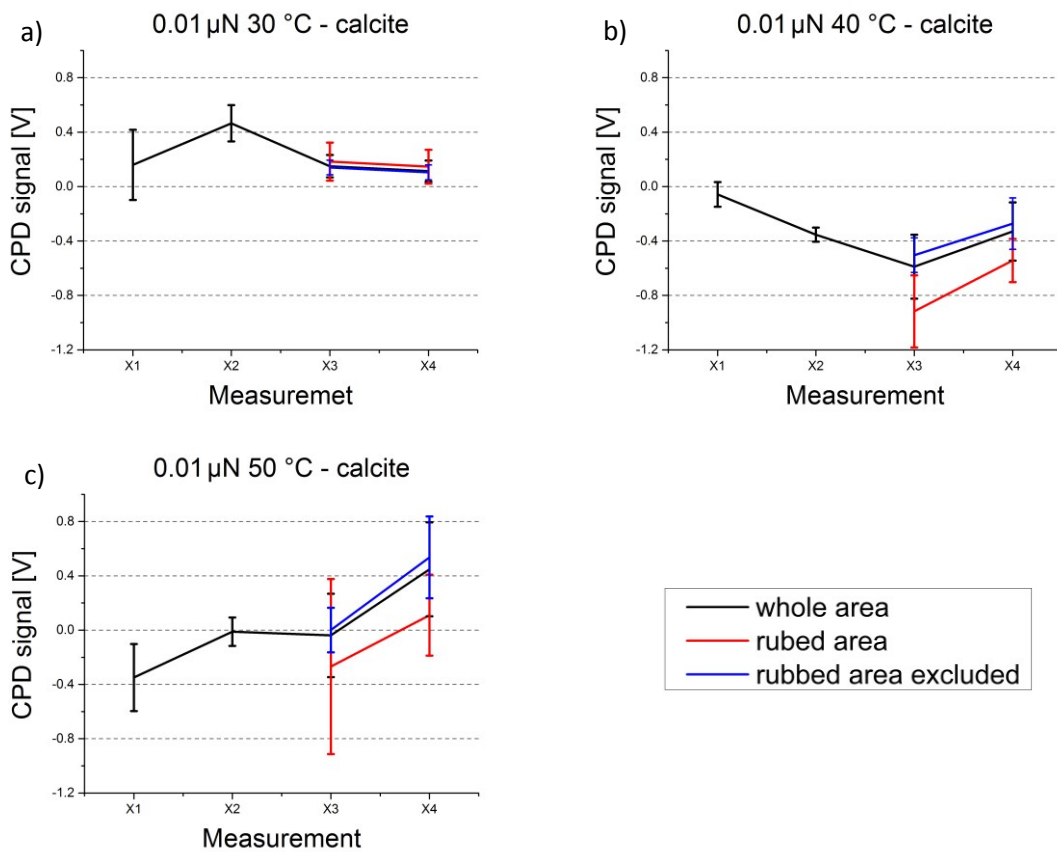 a)
0.01 µN 30 °C - calcite
CPD signal [V]
0.8
0.4
0.0
-0.4
-0.8
-1.2
X1 X2 X3 X4
Measuremet
b)
0.01 µN 40 °C - calcite
CPD signal [V]
0.8
0.4
0.0
-0.4
-0.8
-1.2
X1 X2 X3 X4
Measurement
c)
0.01 µN 50 °C - calcite
CPD signal [V]
0.8
0.4
0.0
-0.4
-0.8
-1.2
X1 X2 X3 X4
Measurement
whole area
rubed area
rubbed area excluded